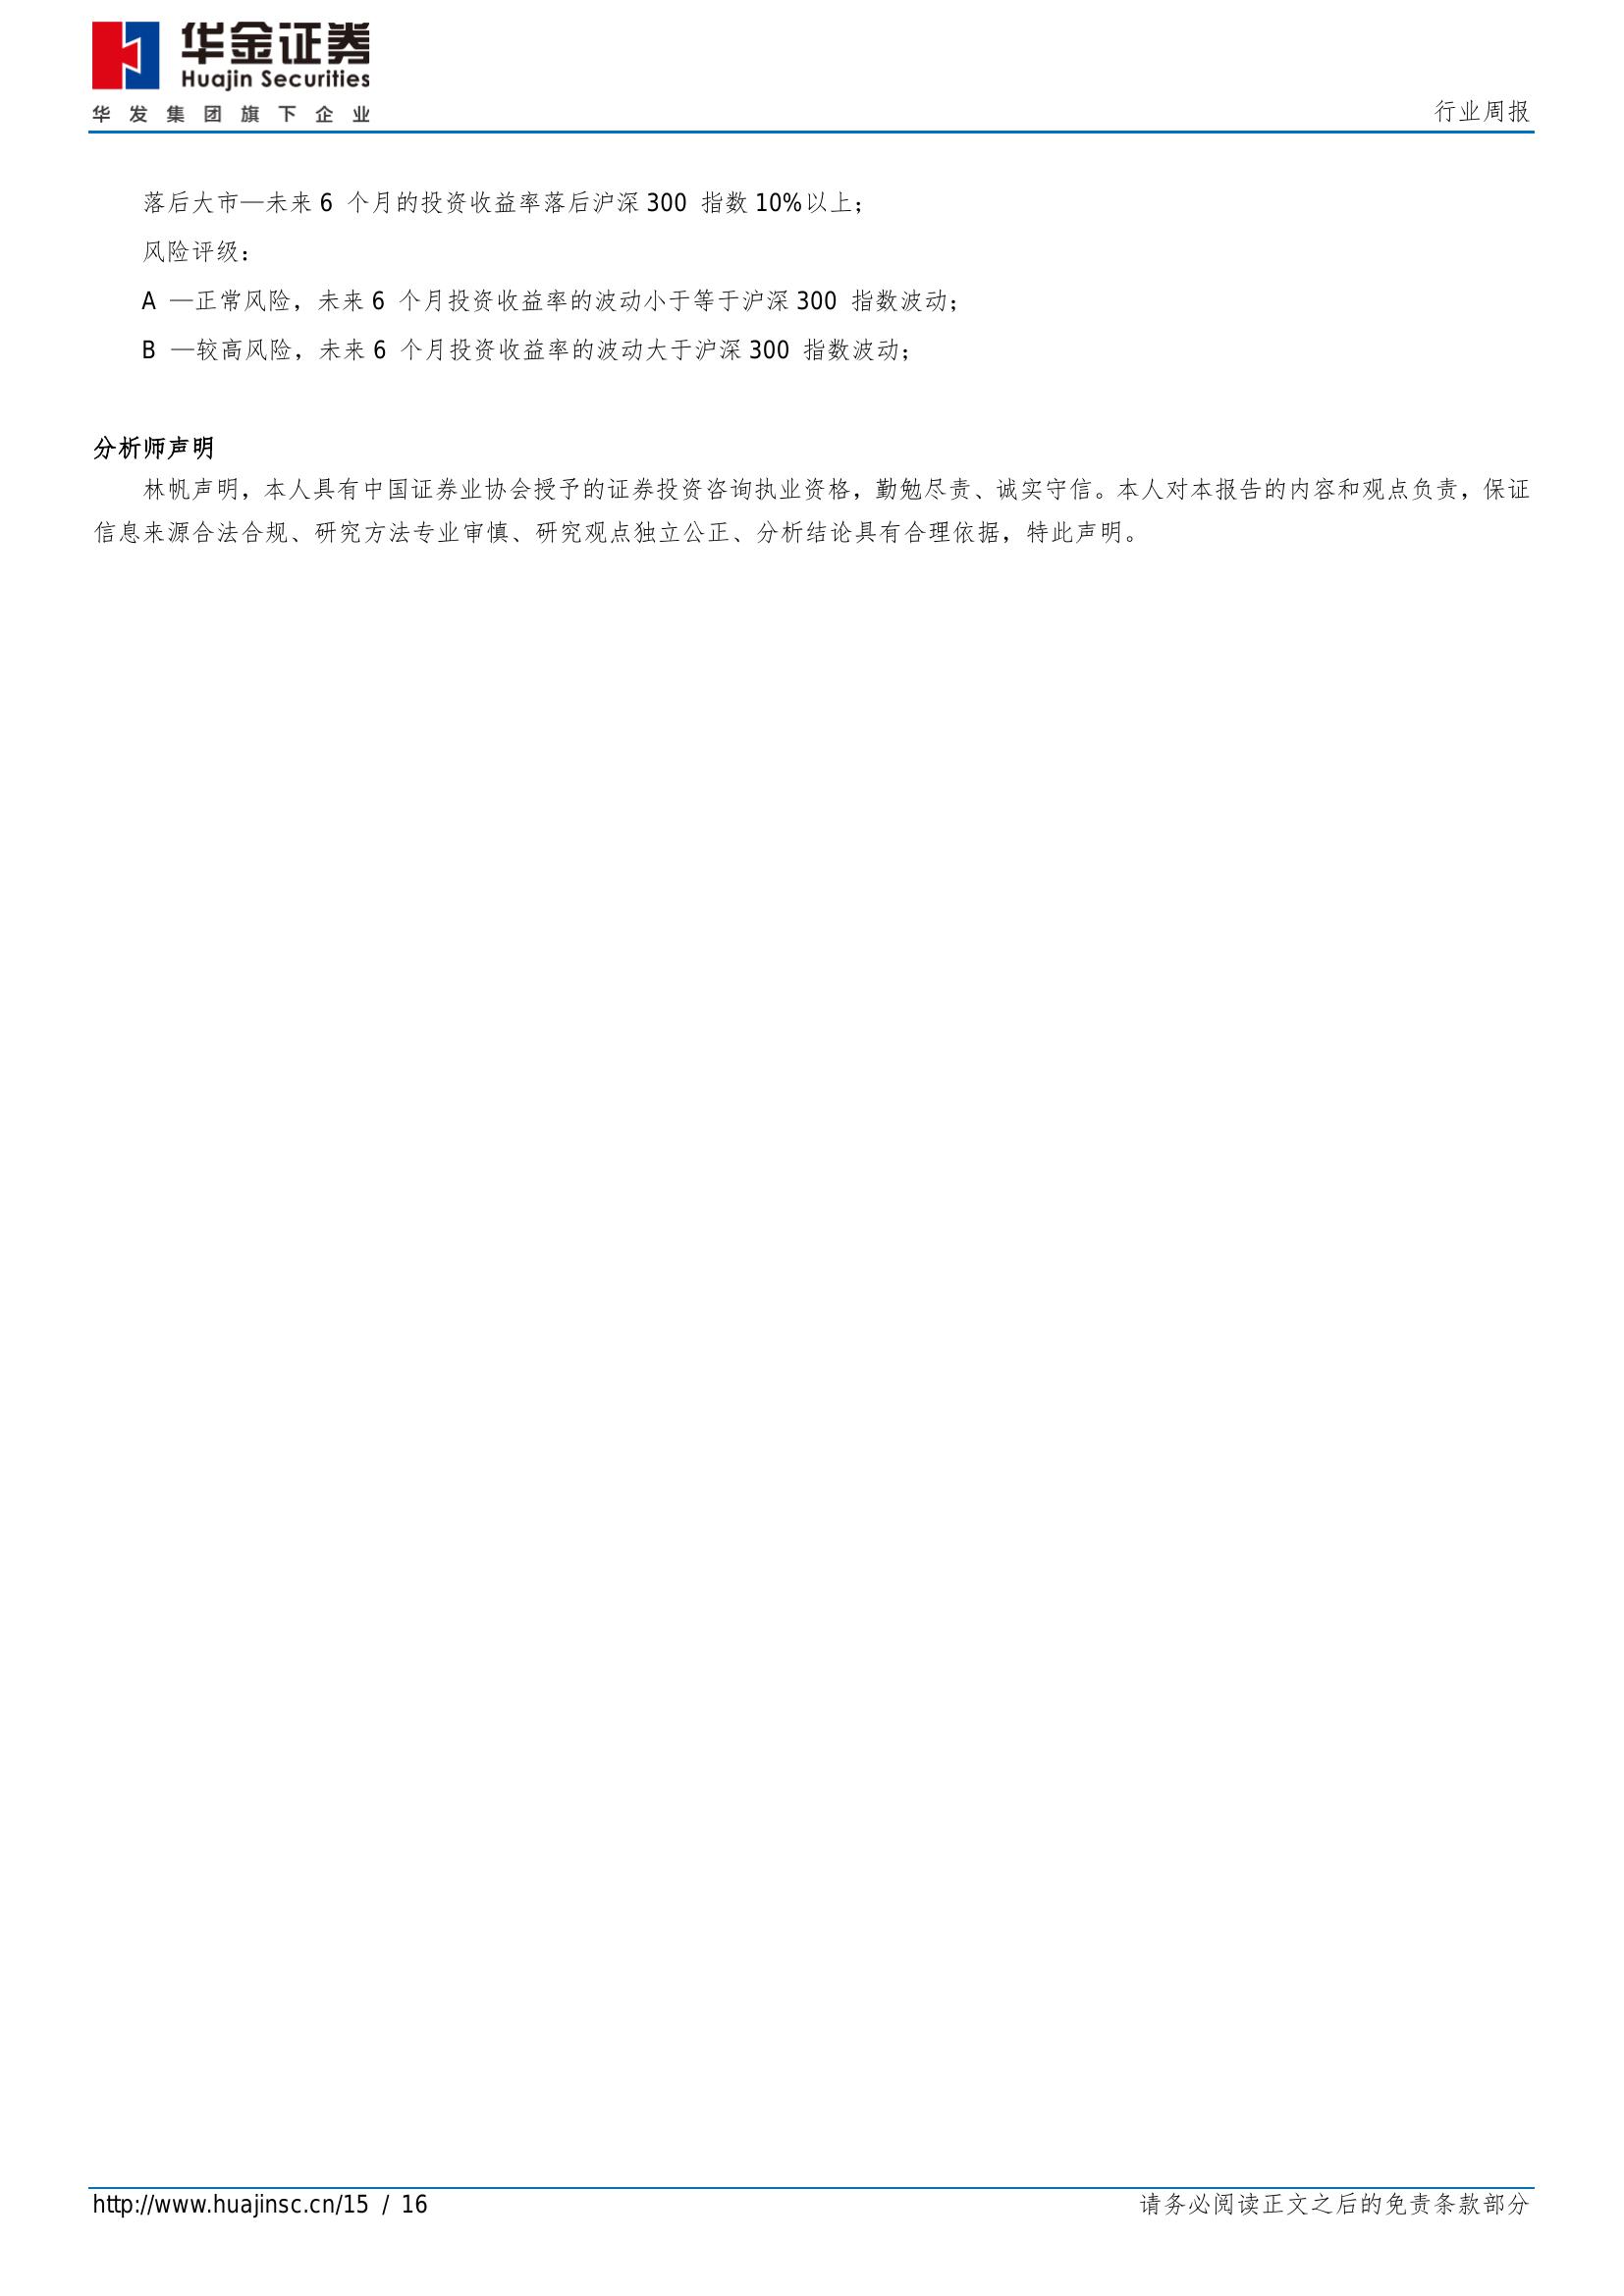 华金证券
Huajin Securities
华发集团旗下企业
行业周报
落后大市—未来 6 个月的投资收益率落后沪深 300 指数 10%以上；
风险评级：
A —正常风险，未来 6 个月投资收益率的波动小于等于沪深 300 指数波动；
B —较高风险，未来 6 个月投资收益率的波动大于沪深 300 指数波动；
分析师声明
林帆声明，本人具有中国证券业协会授予的证券投资咨询执业资格，勤勉尽责、诚实守信。本人对本报告的内容和观点负责，保证
信息来源合法合规、研究方法专业审慎、研究观点独立公正、分析结论具有合理依据，特此声明。
http://www.huajinsc.cn/15 / 16
请务必阅读正文之后的免责条款部分